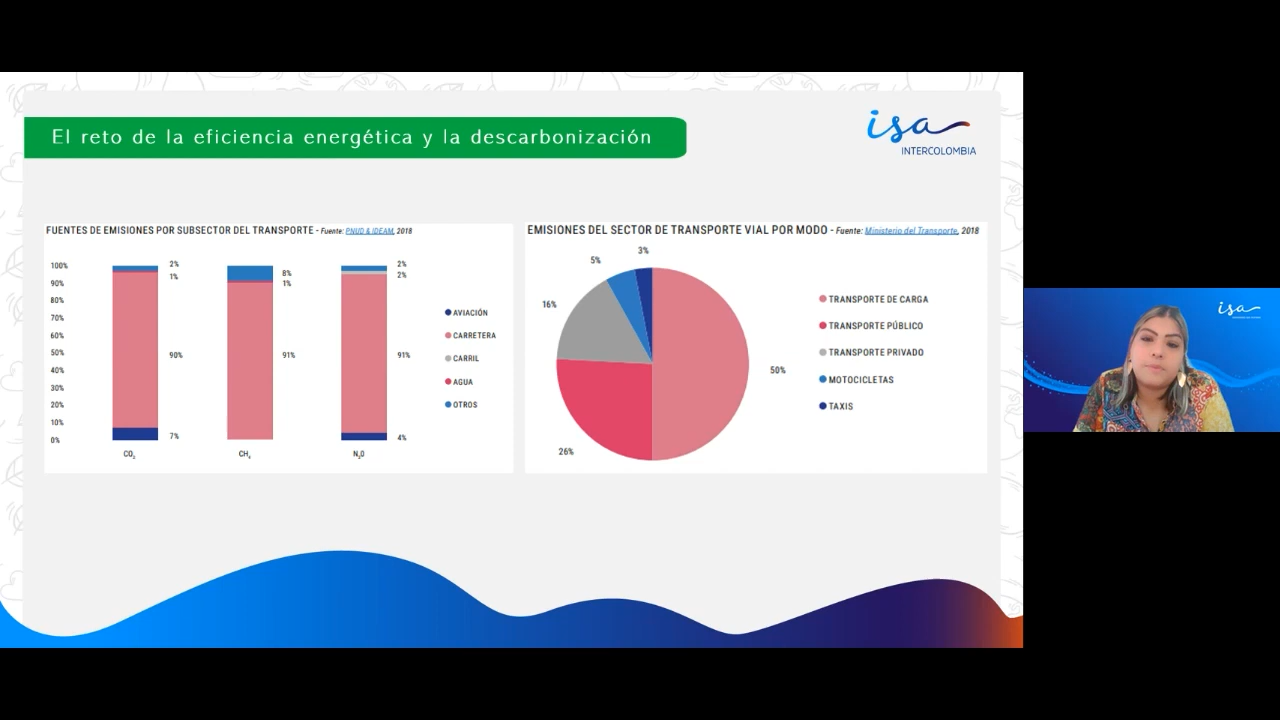 El reto de la eficiencia energética y la descarbonización
isa
INTERCOLOMBIA
FUENTES DE EMISIONES POR SUBSECTOR DEL TRANSPORTE - Fuente: PNUD & IDEAM, 2018
100%
90%
80%
70%
60%
50%
40%
30%
20%
10%
0%
2%
1%
90%
7%
CO₂
8%
1%
91%
CH₄
2%
2%
91%
4%
N₂O
AVIACIÓN
CARRETERA
CARRIL
AGUA
OTROS
EMISIONES DEL SECTOR DE TRANSPORTE VIAL POR MODO - Fuente: Ministerio del Transporte, 2018
3%
5%
16%
50%
26%
TRANSPORTE DE CARGA
TRANSPORTE PÚBLICO
TRANSPORTE PRIVADO
MOTOCICLETAS
TAXIS
isa